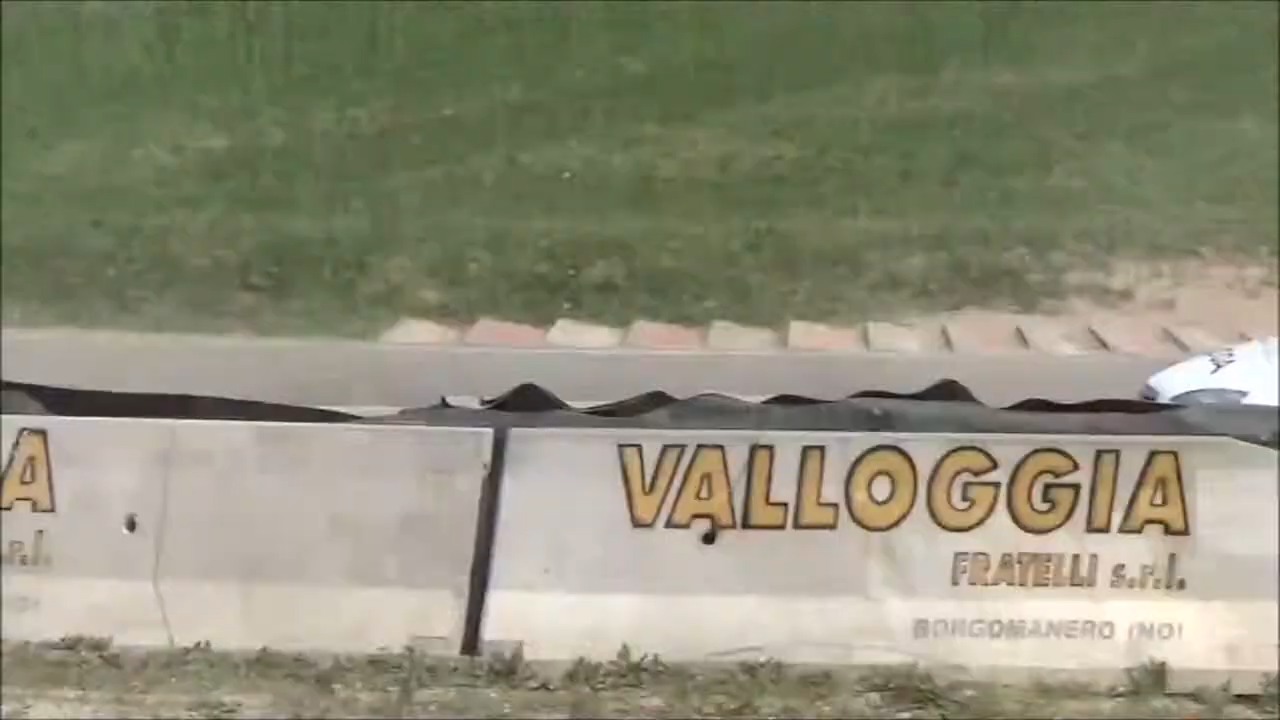 A
s.r.l.
VALLOGGIA
FRATELLI s.r.l.
BORGOMANERO (NO)